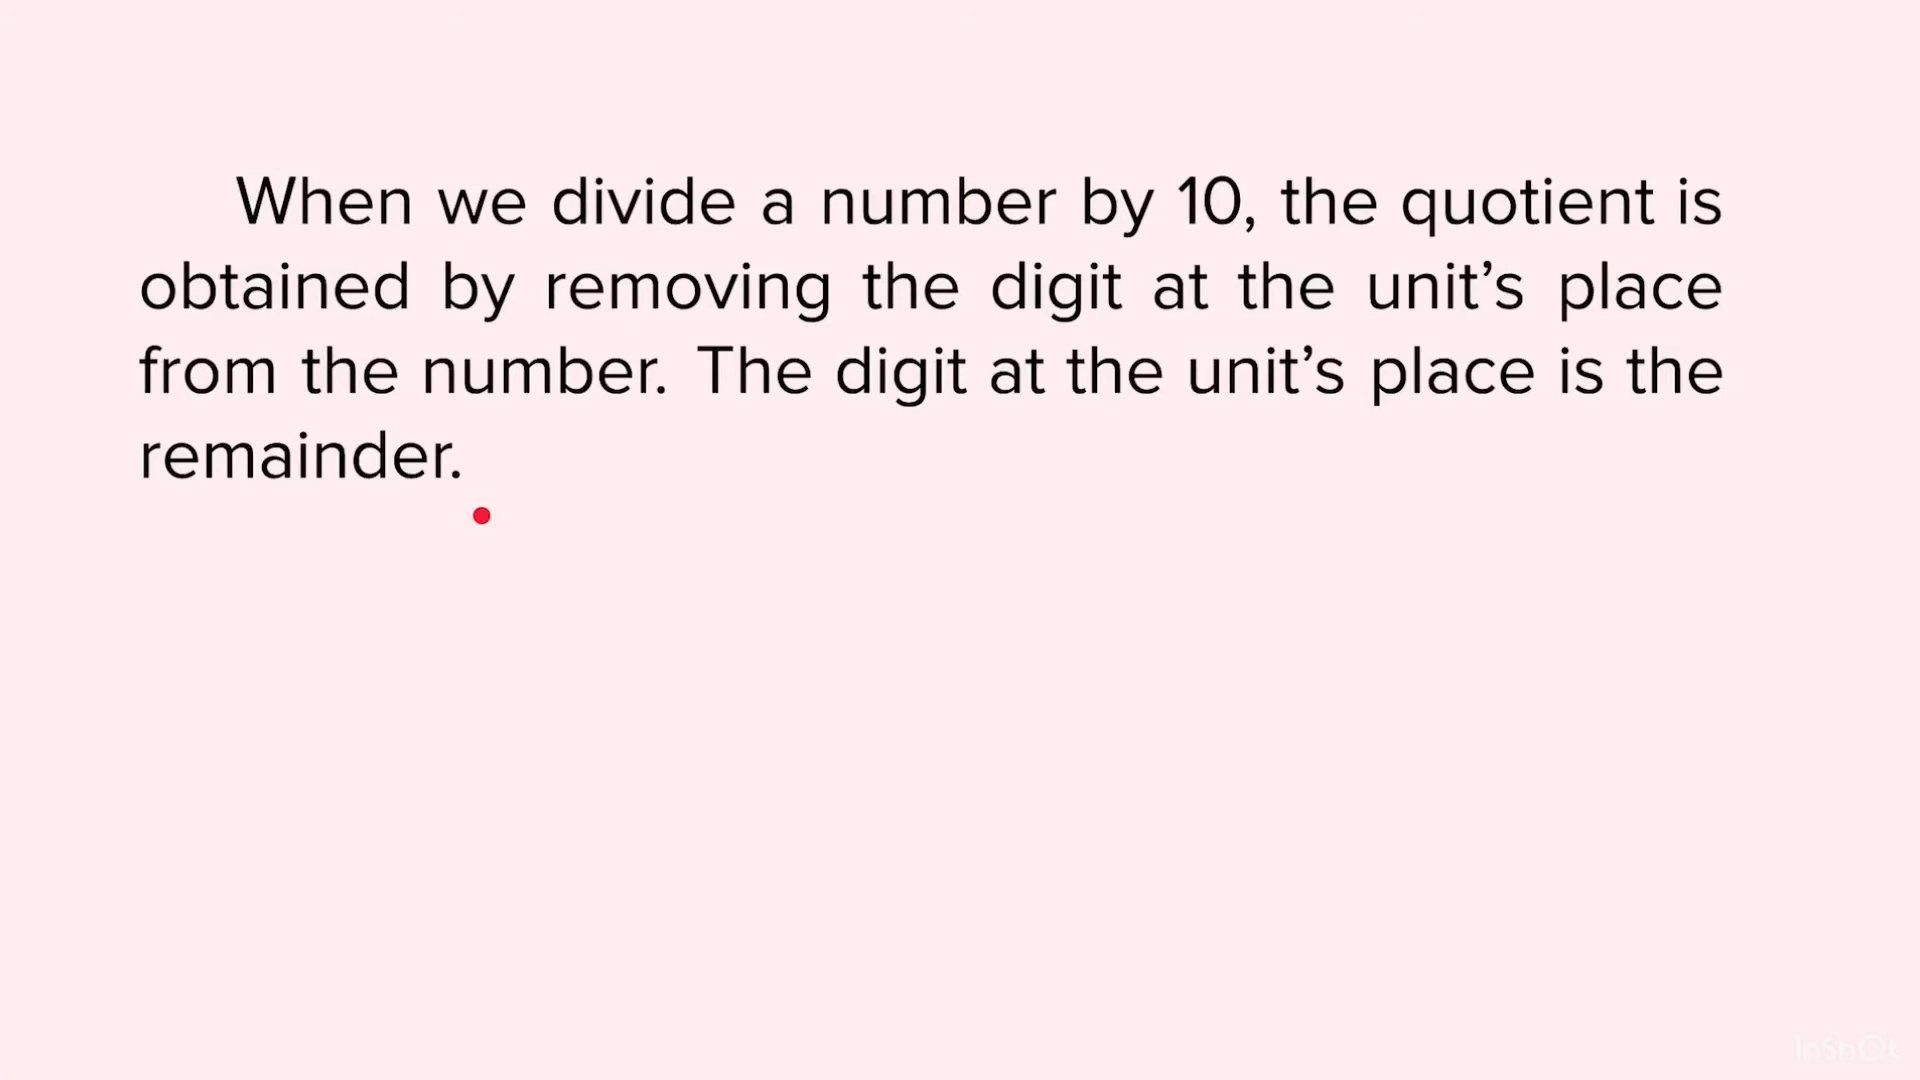 When we divide a number by 10, the quotient is
obtained by removing the digit at the unit’s place
from the number. The digit at the unit’s place is the
remainder.
InShOt